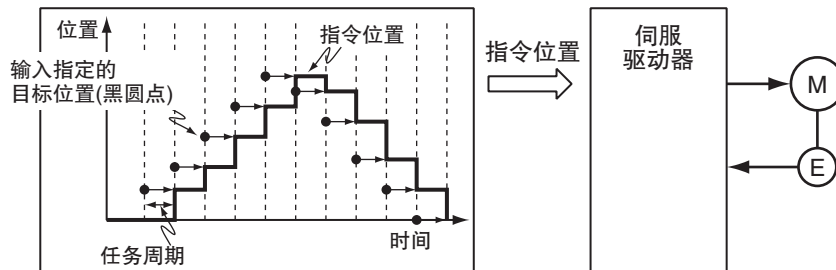 位置
指令位置
输入指定的
目标位置(黑圆点)
任务周期
时间
指令位置
伺服
驱动器
M
E